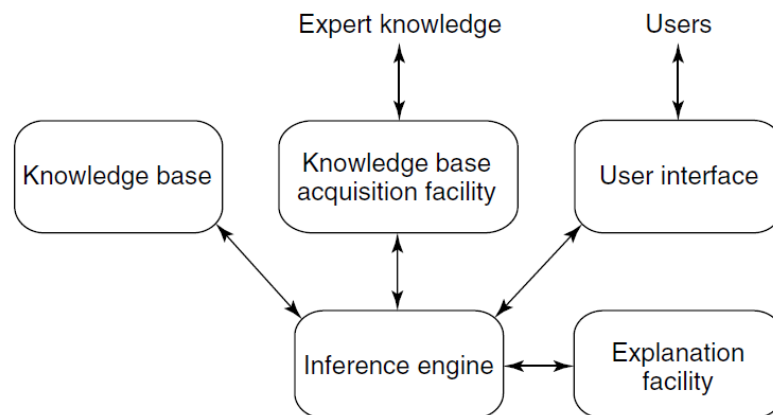 Expert knowledge
Users
Knowledge base
Knowledge base
acquisition facility
User interface
Inference engine
Explanation
facility